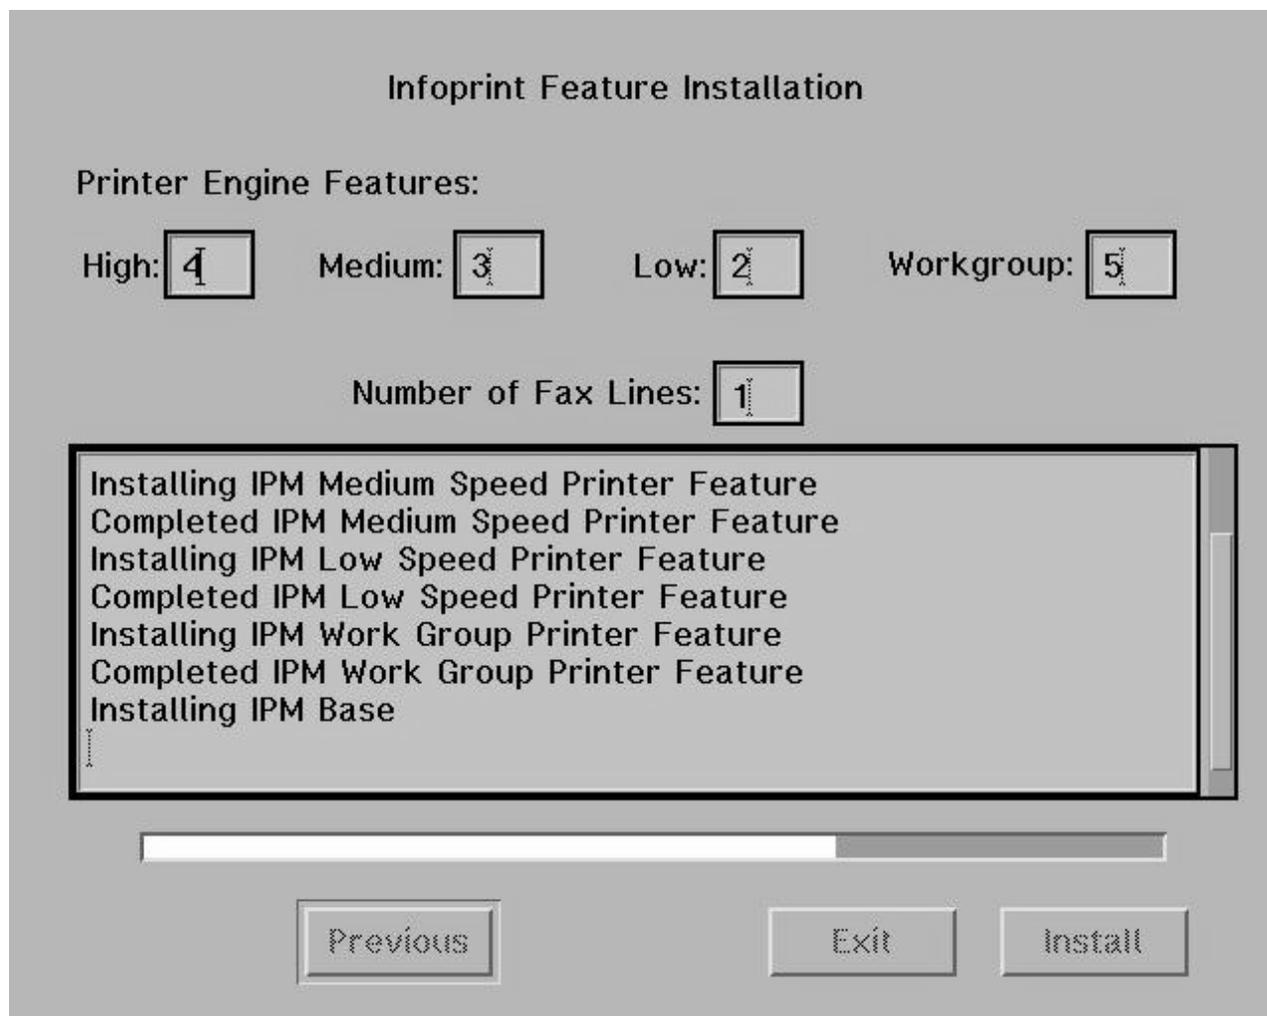 Infoprint Feature Installation
Printer Engine Features:
High: 4 Medium: 3 Low: 2 Workgroup: 5
Number of Fax Lines: 1
Installing IPM Medium Speed Printer Feature
Completed IPM Medium Speed Printer Feature
Installing IPM Low Speed Printer Feature
Completed IPM Low Speed Printer Feature
Installing IPM Work Group Printer Feature
Completed IPM Work Group Printer Feature
Installing IPM Base
Previous Exit Install